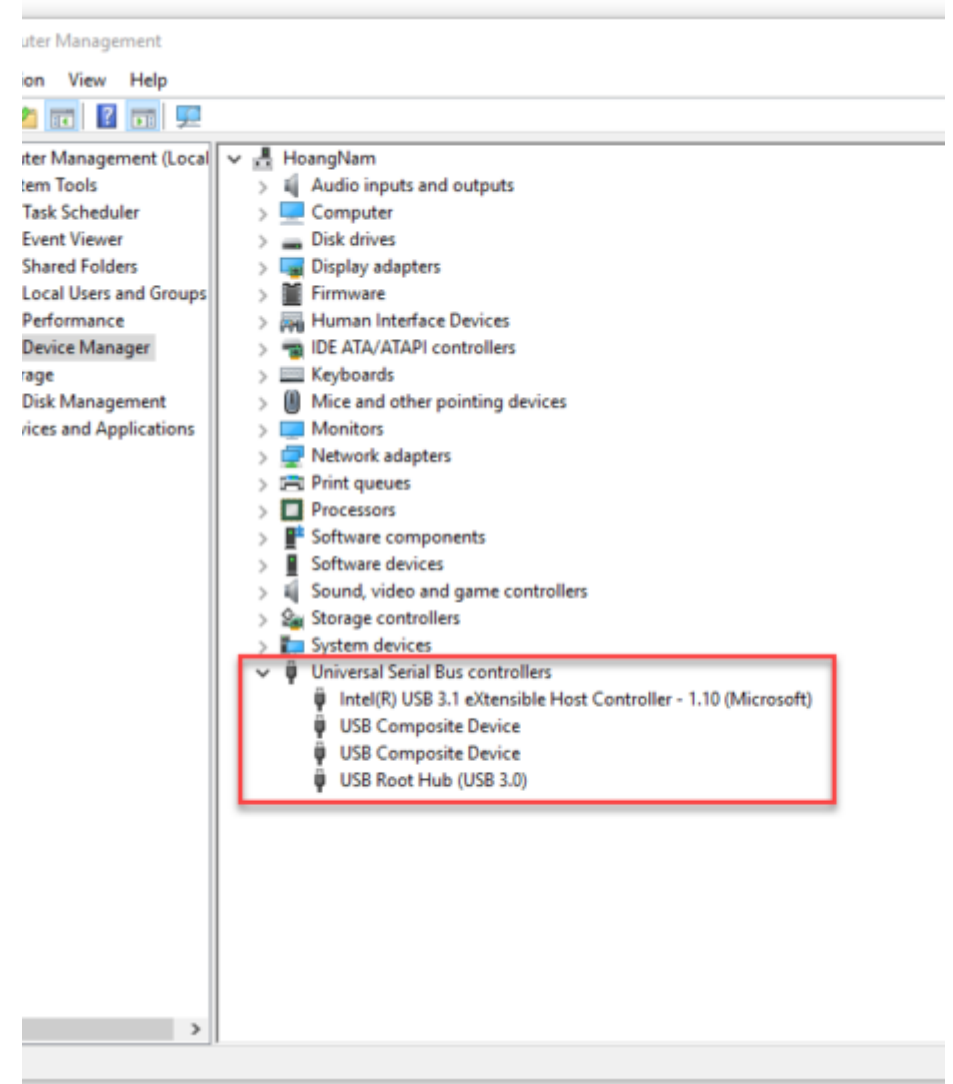 uter Management
ion View Help
uter Management (Local
tem Tools
Task Scheduler
Event Viewer
Shared Folders
Local Users and Groups
Performance
Device Manager
rage
Disk Management
vices and Applications
HoangNam
Audio inputs and outputs
Computer
Disk drives
Display adapters
Firmware
Human Interface Devices
IDE ATA/ATAPI controllers
Keyboards
Mice and other pointing devices
Monitors
Network adapters
Print queues
Processors
Software components
Software devices
Sound, video and game controllers
Storage controllers
System devices
Universal Serial Bus controllers
Intel(R) USB 3.1 eXtensible Host Controller - 1.10 (Microsoft)
USB Composite Device
USB Composite Device
USB Root Hub (USB 3.0)